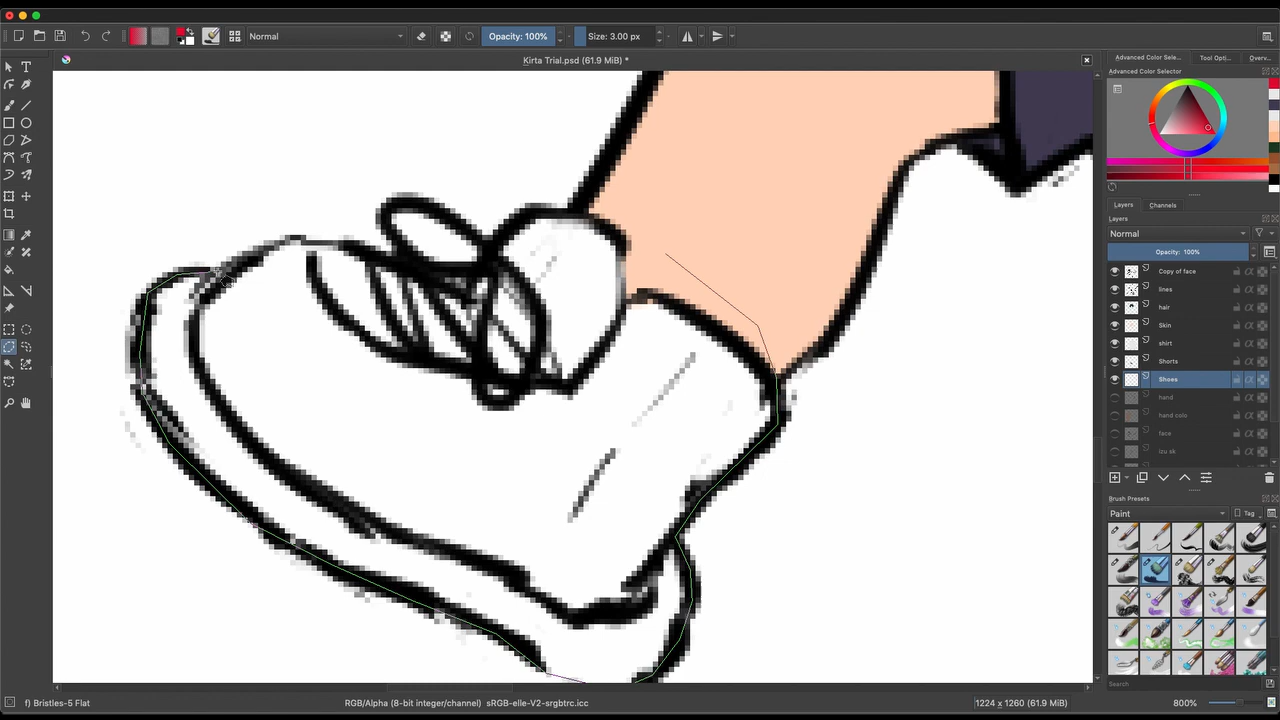 Normal
Opacity: 100%
Size: 3.00 px
Kirta Trial.psd (61.9 MiB) *
Advanced Color Sele...
Tool Opti...
Overv...
Advanced Color Selector
Layers
Channels
Layers
Normal
Opacity: 100%
Copy of face
lines
hair
Skin
shirt
Shorts
Shoes
hand
hand colo
face
izu sk
Brush Presets
Paint
Tag
Search
f) Bristles-5 Flat
RGB/Alpha (8-bit integer/channel) sRGB-elle-V2-srgbtrc.icc
1224 x 1260 (61.9 MiB)
800%